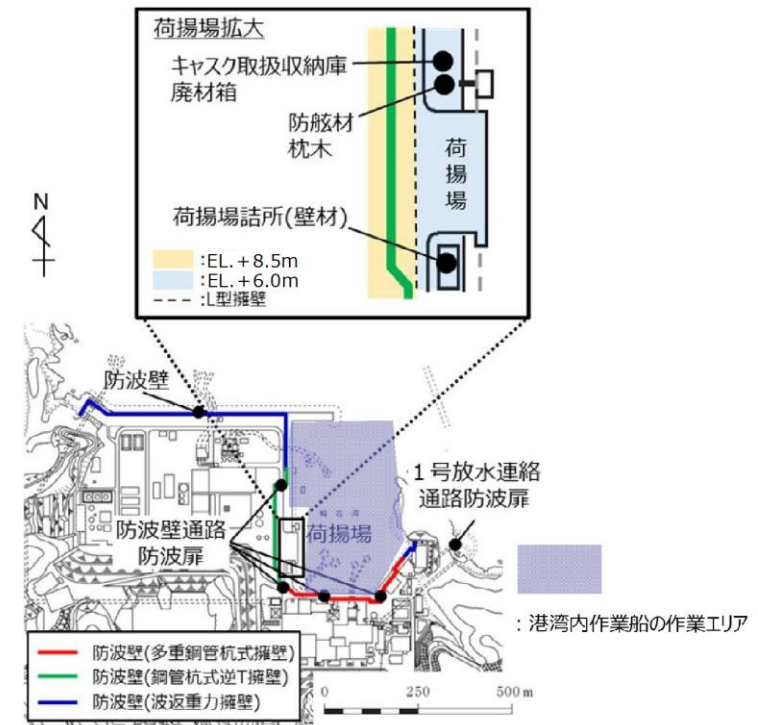 荷揚場拡大
キャスク取扱収納庫
廃材箱
防舷材
枕木
荷揚場
荷揚場詰所(壁材)
:EL.+8.5m
:EL.+6.0m
:L型擁壁
N
防波壁
1号放水連絡
通路防波扉
防波壁通路
防波扉
荷揚場
:港湾内作業船の作業エリア
防波壁(多重鋼管杭式擁壁)
防波壁(鋼管杭式逆T擁壁)
防波壁(波返重力擁壁)
0 250 500 m